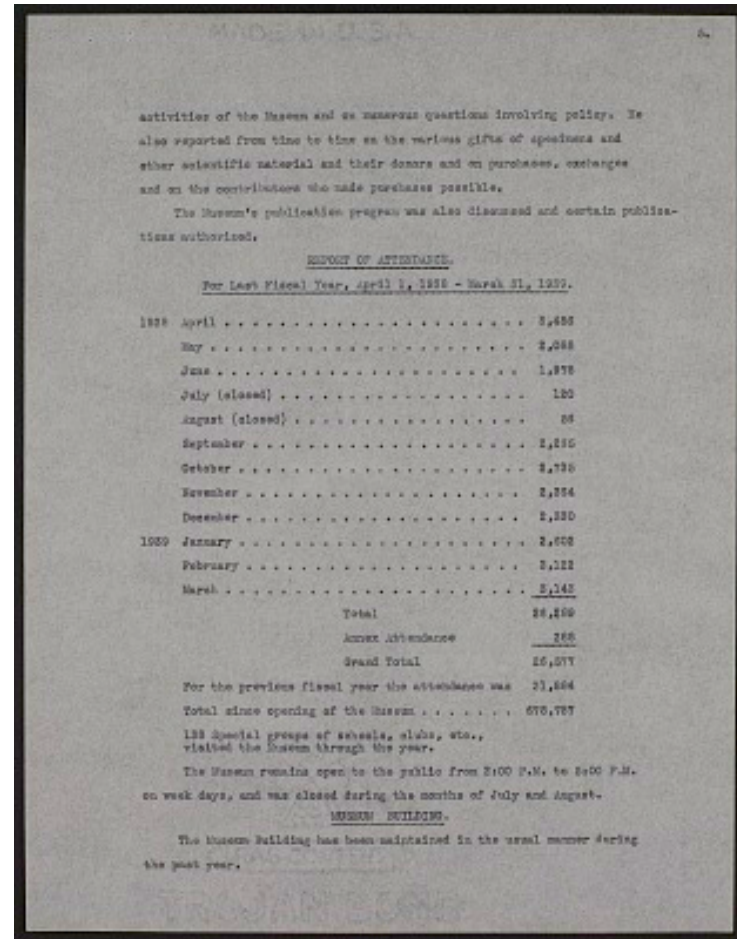 activities of the Museum and on numerous questions involving policy. He
also reported from time to time on the various gifts of specimens and
other scientific material and their donors and on purchases, exchanges
and on the contributors who made purchases possible.
The Museum's publication program was also discussed and certain publica-
tions authorized.
REPORT OF ATTENDANCE.
For Last Fiscal Year, April 1, 1938 - March 31, 1939.
1938 April . . . . . . . . . . . . . . . . . . . . . .
May . . . . . . . . . . . . . . . . . . . . . . .
June . . . . . . . . . . . . . . . . . . . . . .
July (closed) . . . . . . . . . . . . . . . . . .
August (closed) . . . . . . . . . . . . . . . . .
September . . . . . . . . . . . . . . . . . . . .
October . . . . . . . . . . . . . . . . . . . . .
November . . . . . . . . . . . . . . . . . . . .
December . . . . . . . . . . . . . . . . . . . .
1939 January . . . . . . . . . . . . . . . . . . . . .
February . . . . . . . . . . . . . . . . . . . . 3,122
March . . . . . . . . . . . . . . . . . . . . . . 3,143
Total
Annex Attendance 288
Grand Total
For the previous fiscal year the attendance was
Total since opening of the Museum . . . . . . . .
Special groups of schools, clubs, etc.,
visited the Museum through the year.
The Museum remains open to the public from 2:00 P.M. to 5:00 P.M.
on week days, and was closed during the months of July and August.
MUSEUM BUILDING.
The Museum Building has been maintained in the usual manner during
the past year.